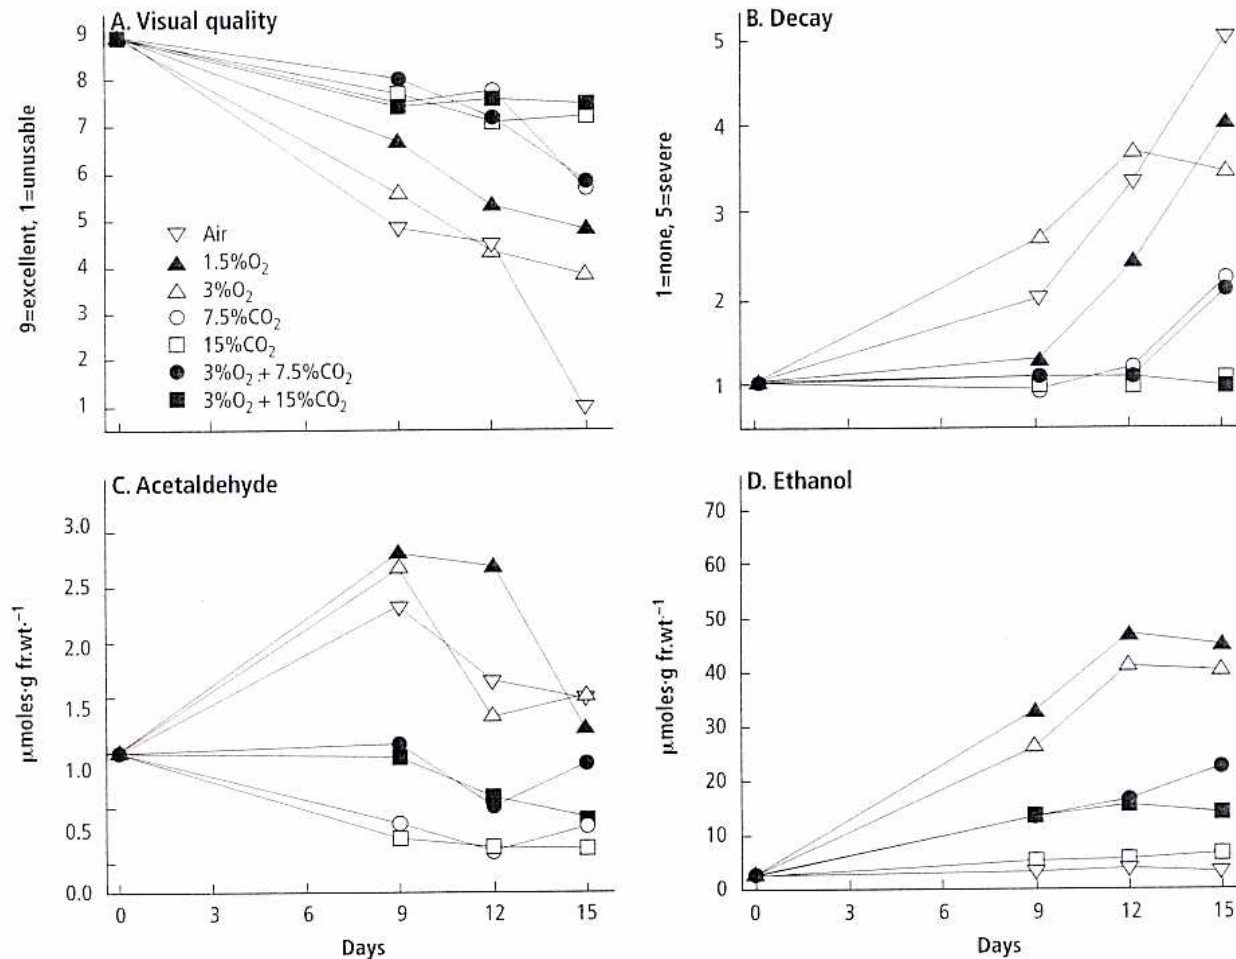 A. Visual quality
9
8
7
6
5
4
3
2
1
9=excellent, 1=unusable
Air
1.5%O₂
3%O₂
7.5%CO₂
15%CO₂
3%O₂+7.5%CO₂
3%O₂+15%CO₂
B. Decay
5
4
3
2
1
1=none, 5=severe
C. Acetaldehyde
3.0
2.5
2.0
1.5
1.0
0.5
0.0
µmoles·g fr.wt.⁻¹
0 3 9 12 15
Days
D. Ethanol
70
60
50
40
30
20
10
0
µmoles·g fr.wt.⁻¹
0 3 9 12 15
Days